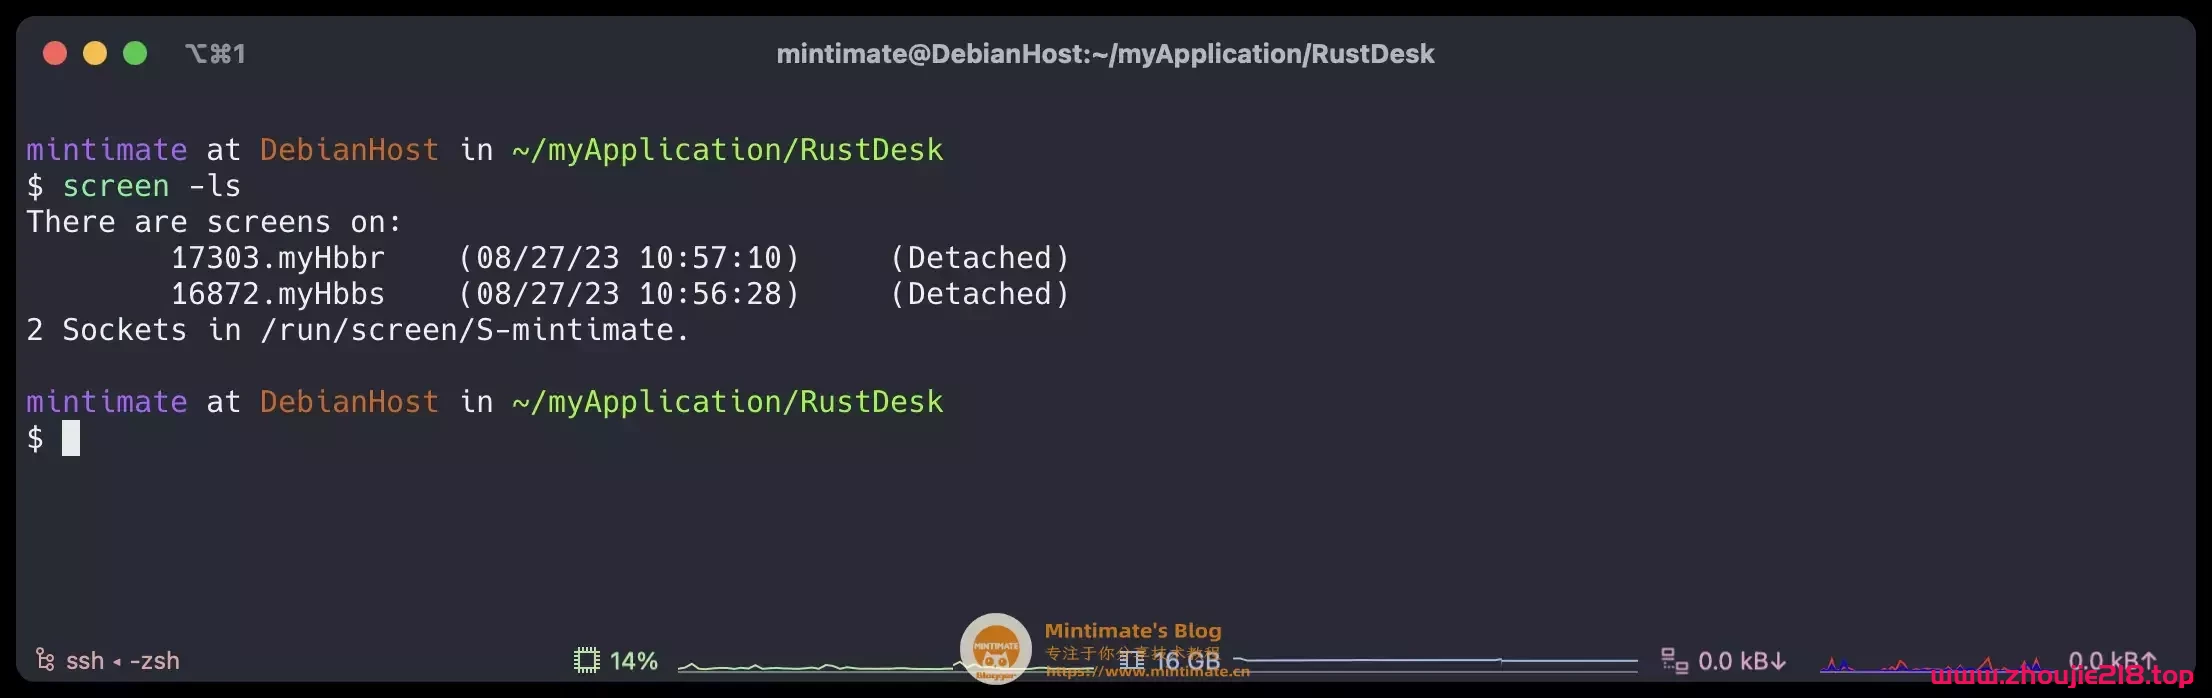 ⌥⌘1
mintimate@DebianHost:~/myApplication/RustDesk
mintimate at DebianHost in ~/myApplication/RustDesk
$ screen -ls
There are screens on:
17303.myHbbr (08/27/23 10:57:10) (Detached)
16872.myHbbs (08/27/23 10:56:28) (Detached)
2 Sockets in /run/screen/S-mintimate.
mintimate at DebianHost in ~/myApplication/RustDesk
$
ssh ◂ -zsh
14%
MINTIMATE
Blogger
Mintimate's Blog
专注于你分享技术教程
https://www.mintimate.cn
16 GB
0.0 kB↓
0.0 kB↑
www.zhoujie218.top